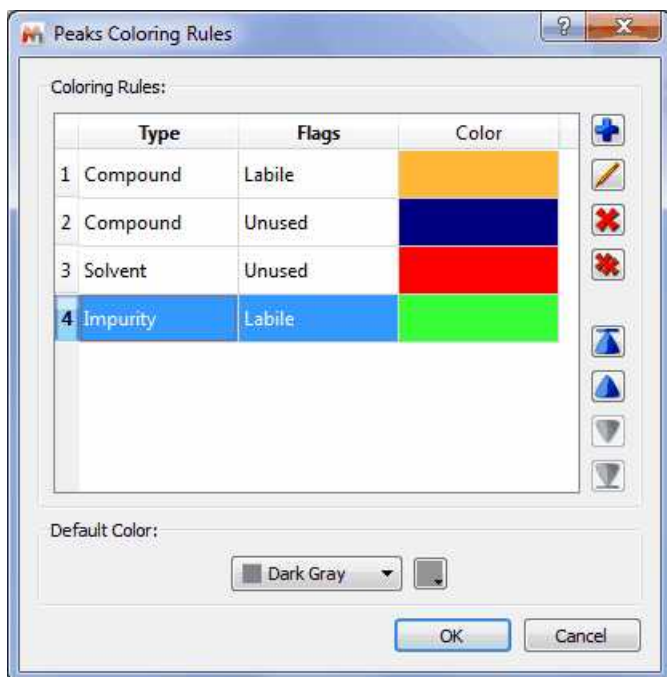 Peaks Coloring Rules
Coloring Rules:
Type Flags Color
1 Compound Labile
2 Compound Unused
3 Solvent Unused
4 Impurity Labile
Default Color:
Dark Gray
OK Cancel